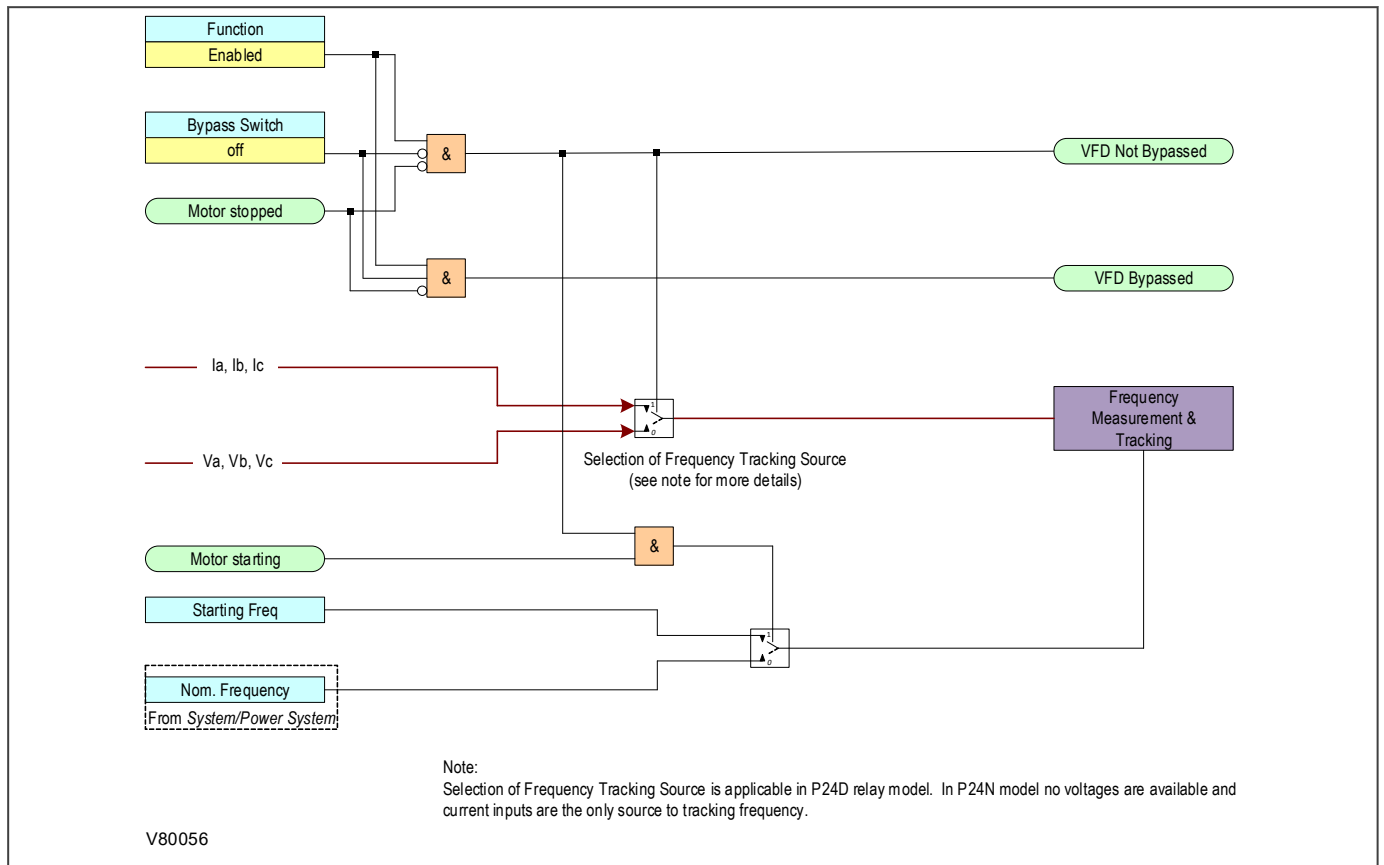 Function
Enabled
Bypass Switch
off
&
VFD Not Bypassed
Motor stopped
&
VFD Bypassed
Ia, Ib, Ic
1
0
Frequency
Measurement &
Tracking
Va, Vb, Vc
Selection of Frequency Tracking Source
(see note for more details)
&
Motor starting
Starting Freq
1
0
Nom. Frequency
From System/Power System
Note:
Selection of Frequency Tracking Source is applicable in P24D relay model. In P24N model no voltages are available and
current inputs are the only source to tracking frequency.
V80056